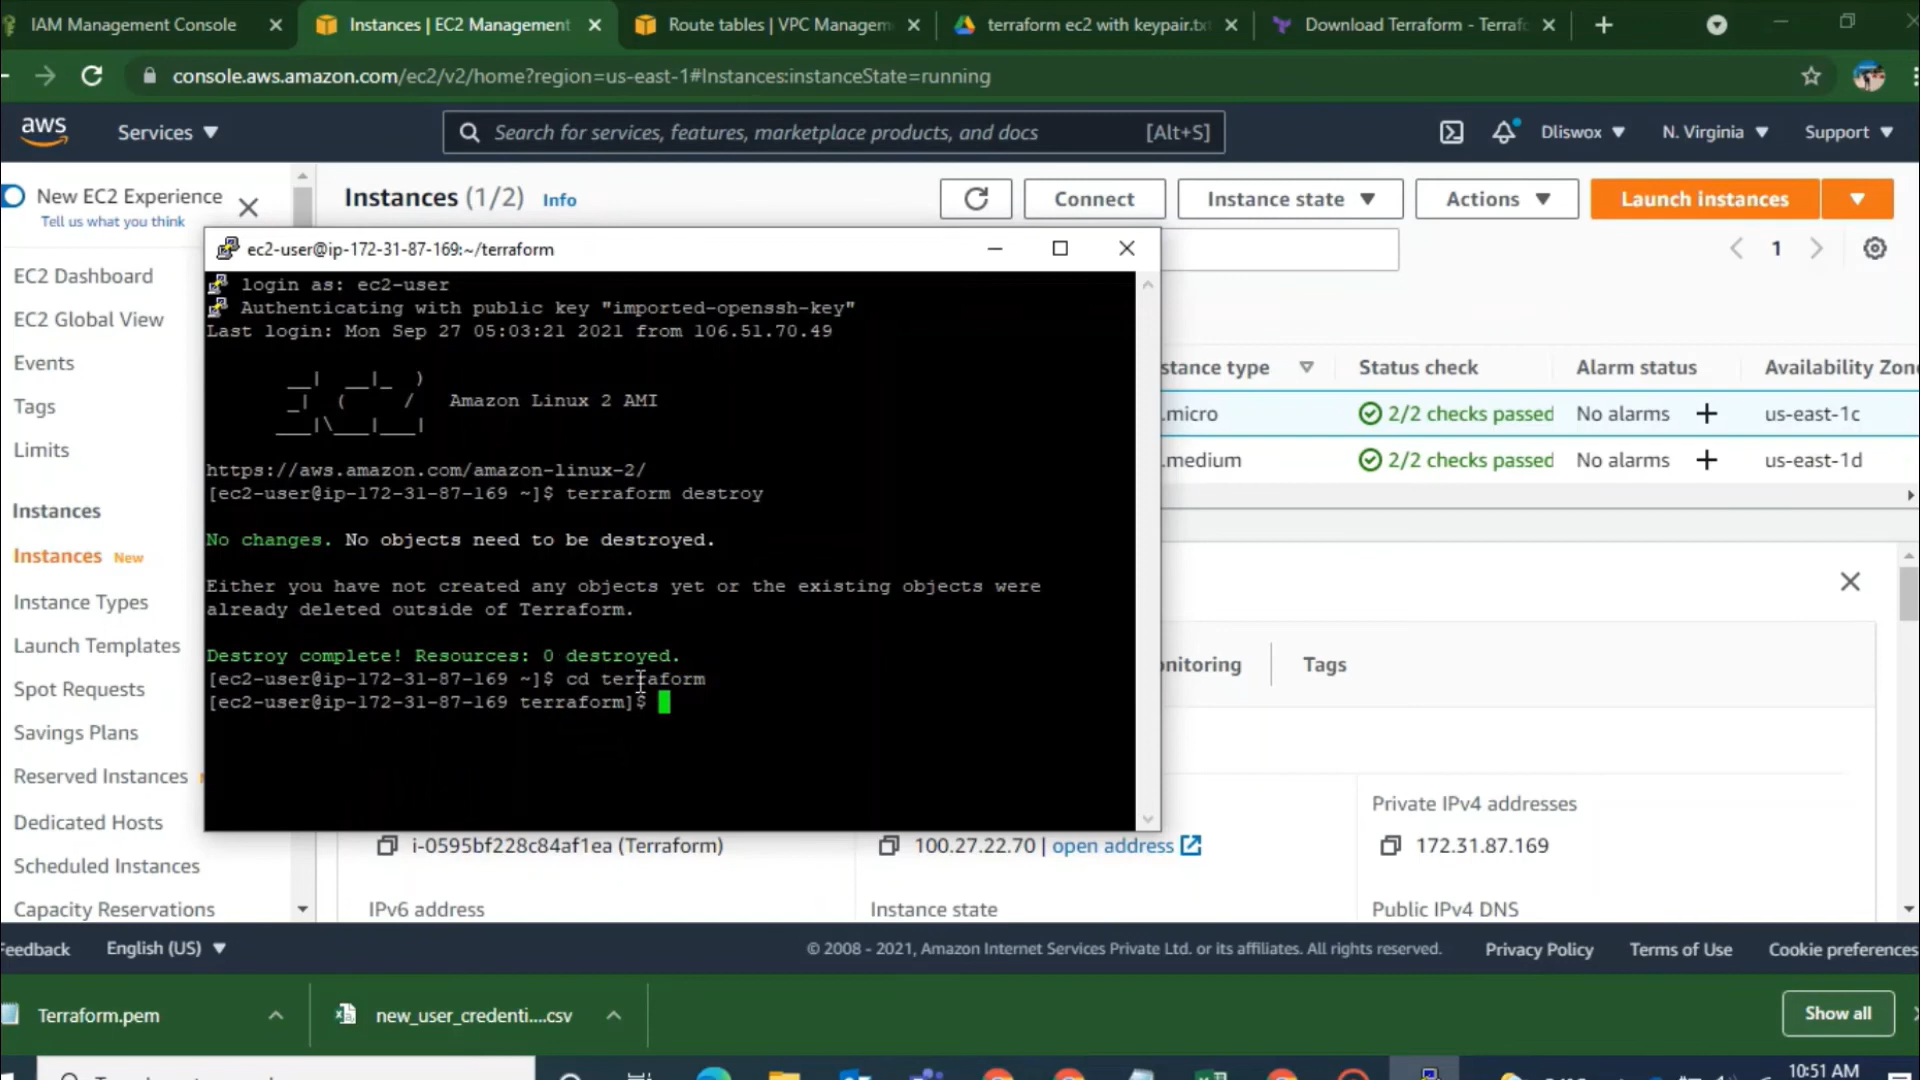 IAM Management Console
Instances | EC2 Management
Route tables | VPC Managem
terraform ec2 with keypair.tx
Download Terraform - Terraf
console.aws.amazon.com/ec2/v2/home?region=us-east-1#Instances:instanceState=running
aws
Services
Search for services, features, marketplace products, and docs
[Alt+S]
Dliswox
N. Virginia
Support
New EC2 Experience
Tell us what you think
Instances (1/2) Info
Connect
Instance state
Actions
Launch instances
1
EC2 Dashboard
EC2 Global View
Events
Tags
Limits
Instances
Instances New
Instance Types
Launch Templates
Spot Requests
Savings Plans
Reserved Instances
Dedicated Hosts
Scheduled Instances
Capacity Reservations
ec2-user@ip-172-31-87-169:~/terraform
login as: ec2-user
Authenticating with public key "imported-openssh-key"
Last login: Mon Sep 27 05:03:21 2021 from 106.51.70.49
__|  __|_  )
_|  (     /   Amazon Linux 2 AMI
___|\___|___|
https://aws.amazon.com/amazon-linux-2/
[ec2-user@ip-172-31-87-169 ~]$ terraform destroy
No changes. No objects need to be destroyed.
Either you have not created any objects yet or the existing objects were
already deleted outside of Terraform.
Destroy complete! Resources: 0 destroyed.
[ec2-user@ip-172-31-87-169 ~]$ cd terraform
[ec2-user@ip-172-31-87-169 terraform]$
stance type
Status check
Alarm status
Availability Zon
.micro
2/2 checks passed
No alarms +
us-east-1c
.medium
2/2 checks passed
No alarms +
us-east-1d
onitoring
Tags
Private IPv4 addresses
i-0595bf228c84af1ea (Terraform)
100.27.22.70 | open address
172.31.87.169
IPv6 address
Instance state
Public IPv4 DNS
Feedback
English (US)
© 2008 - 2021, Amazon Internet Services Private Ltd. or its affiliates. All rights reserved.
Privacy Policy
Terms of Use
Cookie preferences
Terraform.pem
new_user_credenti....csv
Show all
10:51 AM